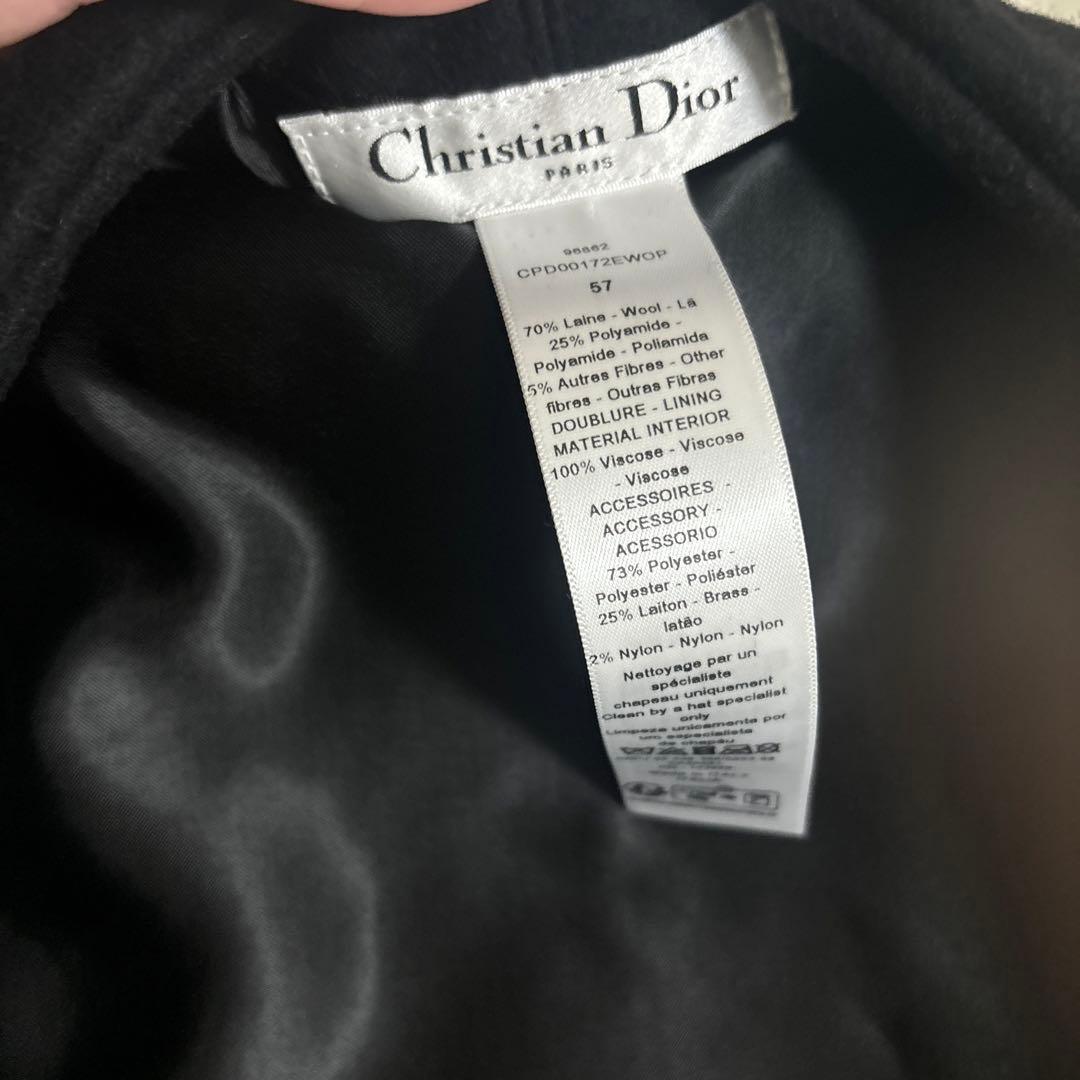 Christian Dior
PARIS
CPD00172EWOP
57
70% Laine - Wool - Lã
25% Polyamide -
Polyamide - Poliamida
5% Autres Fibres - Other
fibres - Outras Fibras
DOUBLURE - LINING
MATERIAL INTERIOR
100% Viscose - Viscose
- Viscose
ACCESSOIRES -
ACCESSORY -
ACESSORIO
73% Polyester -
Polyester - Poliéster
25% Laiton - Brass -
latão
2% Nylon - Nylon - Nylon
Nettoyage par un
spécialiste
chapeau uniquement
Clean by a hat specialist
only
Limpeza unicamente por
um especialista
de chapéu